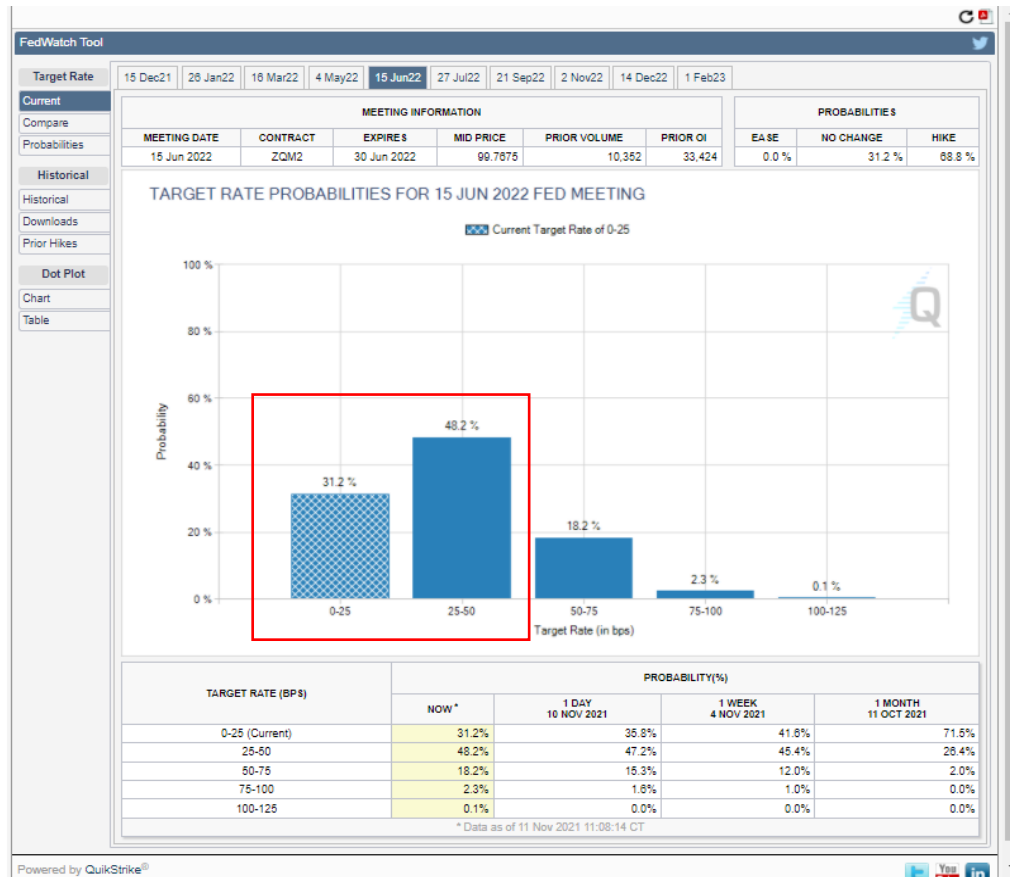 FedWatch Tool
Target Rate
Current
Compare
Probabilities
Historical
Historical
Downloads
Prior Hikes
Dot Plot
Chart
Table
15 Dec21 26 Jan22 16 Mar22 4 May22 15 Jun22 27 Jul22 21 Sep22 2 Nov22 14 Dec22 1 Feb23
MEETING INFORMATION
MEETING DATE CONTRACT EXPIRES MID PRICE PRIOR VOLUME PRIOR OI
15 Jun 2022 ZQM2 30 Jun 2022 99.7675 10,352 33,424
PROBABILITIES
EASE NO CHANGE HIKE
0.0 % 31.2 % 68.8 %
TARGET RATE PROBABILITIES FOR 15 JUN 2022 FED MEETING
Current Target Rate of 0-25
Probability
100 %
80 %
60 %
40 %
20 %
0 %
31.2 %
48.2 %
18.2 %
2.3 %
0.1 %
0-25 25-50 50-75 75-100 100-125
Target Rate (in bps)
Q
TARGET RATE (BPS) PROBABILITY(%)
NOW * 1 DAY 10 NOV 2021 1 WEEK 4 NOV 2021 1 MONTH 11 OCT 2021
0-25 (Current) 31.2% 35.8% 41.6% 71.5%
25-50 48.2% 47.2% 45.4% 26.4%
50-75 18.2% 15.3% 12.0% 2.0%
75-100 2.3% 1.6% 1.0% 0.0%
100-125 0.1% 0.0% 0.0% 0.0%
* Data as of 11 Nov 2021 11:08:14 CT
Powered by QuikStrike®
You
in